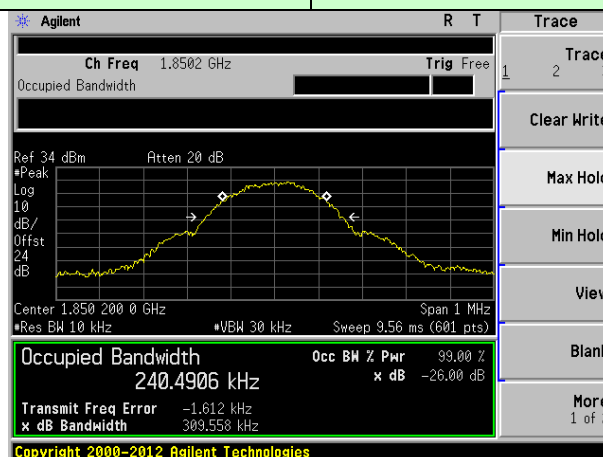 Agilent R T Trace
Ch Freq 1.8502 GHz Trig Free
Occupied Bandwidth
Trace
1 2
Clear Write
Max Hold
Min Hold
View
Blank
More
1 of
Ref 34 dBm Atten 20 dB
#Peak
Log
10
dB/
Offst
24
dB
Center 1.850 200 0 GHz Span 1 MHz
#Res BW 10 kHz #VBW 30 kHz Sweep 9.56 ms (601 pts)
Occupied Bandwidth Occ BW % Pwr 99.00 %
240.4906 kHz x dB -26.00 dB
Transmit Freq Error -1.612 kHz
x dB Bandwidth 309.558 kHz
Copyright 2000-2012 Agilent Technologies